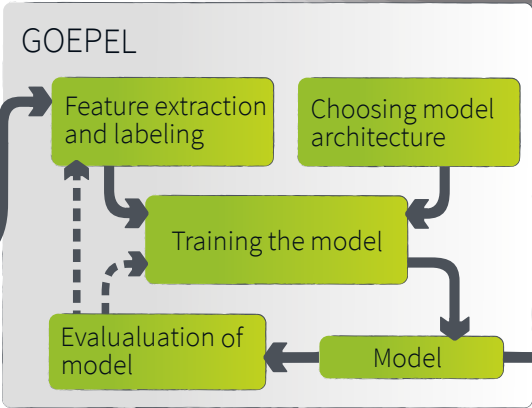 GOEPEL
Feature extraction
and labeling
Choosing model
architecture
Training the model
Evalualuation of
model
Model